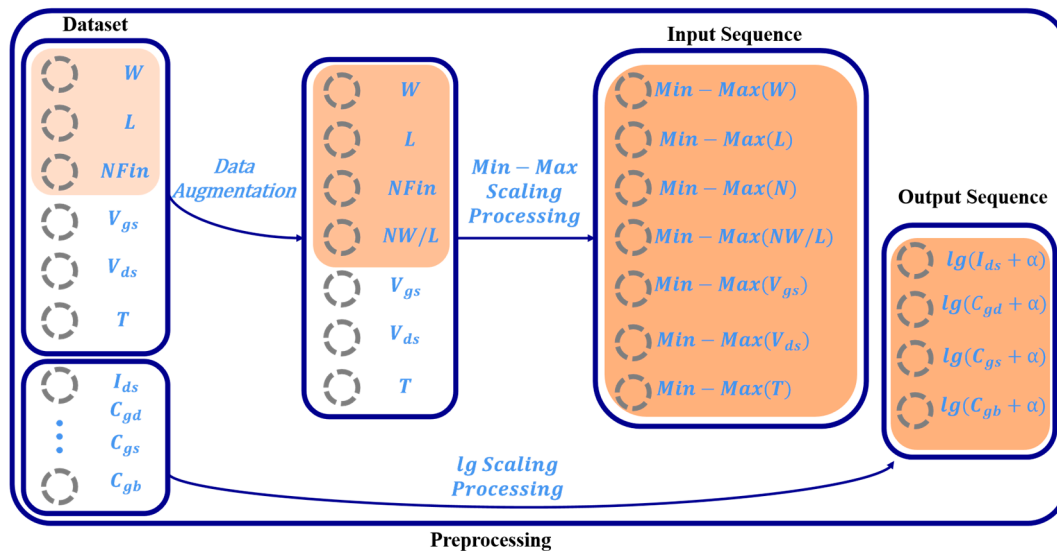 Dataset
W
L
NFin
V_gs
V_ds
T
I_ds
C_gd
C_gs
C_gb
Data
Augmentation
W
L
NFin
NW/L
V_gs
V_ds
T
Min − Max
Scaling
Processing
Input Sequence
Min − Max(W)
Min − Max(L)
Min − Max(N)
Min − Max(NW/L)
Min − Max(V_gs)
Min − Max(V_ds)
Min − Max(T)
Output Sequence
lg(I_ds + α)
lg(C_gd + α)
lg(C_gs + α)
lg(C_gb + α)
lg Scaling
Processing
Preprocessing